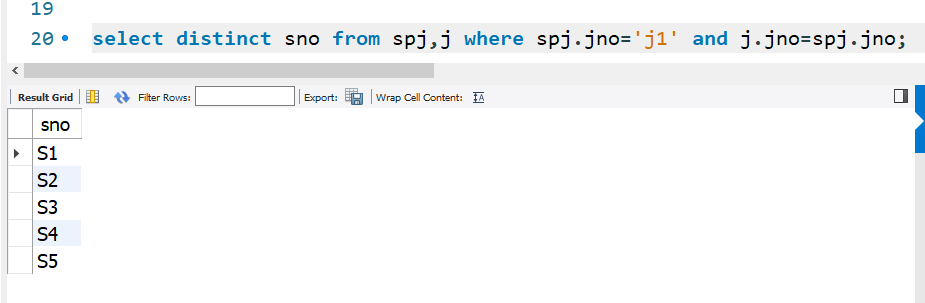 19
20 select distinct sno from spj,j where spj.jno='j1' and j.jno=spj.jno;
Result Grid Filter Rows: Export: Wrap Cell Content: IA
sno
S1
S2
S3
S4
S5